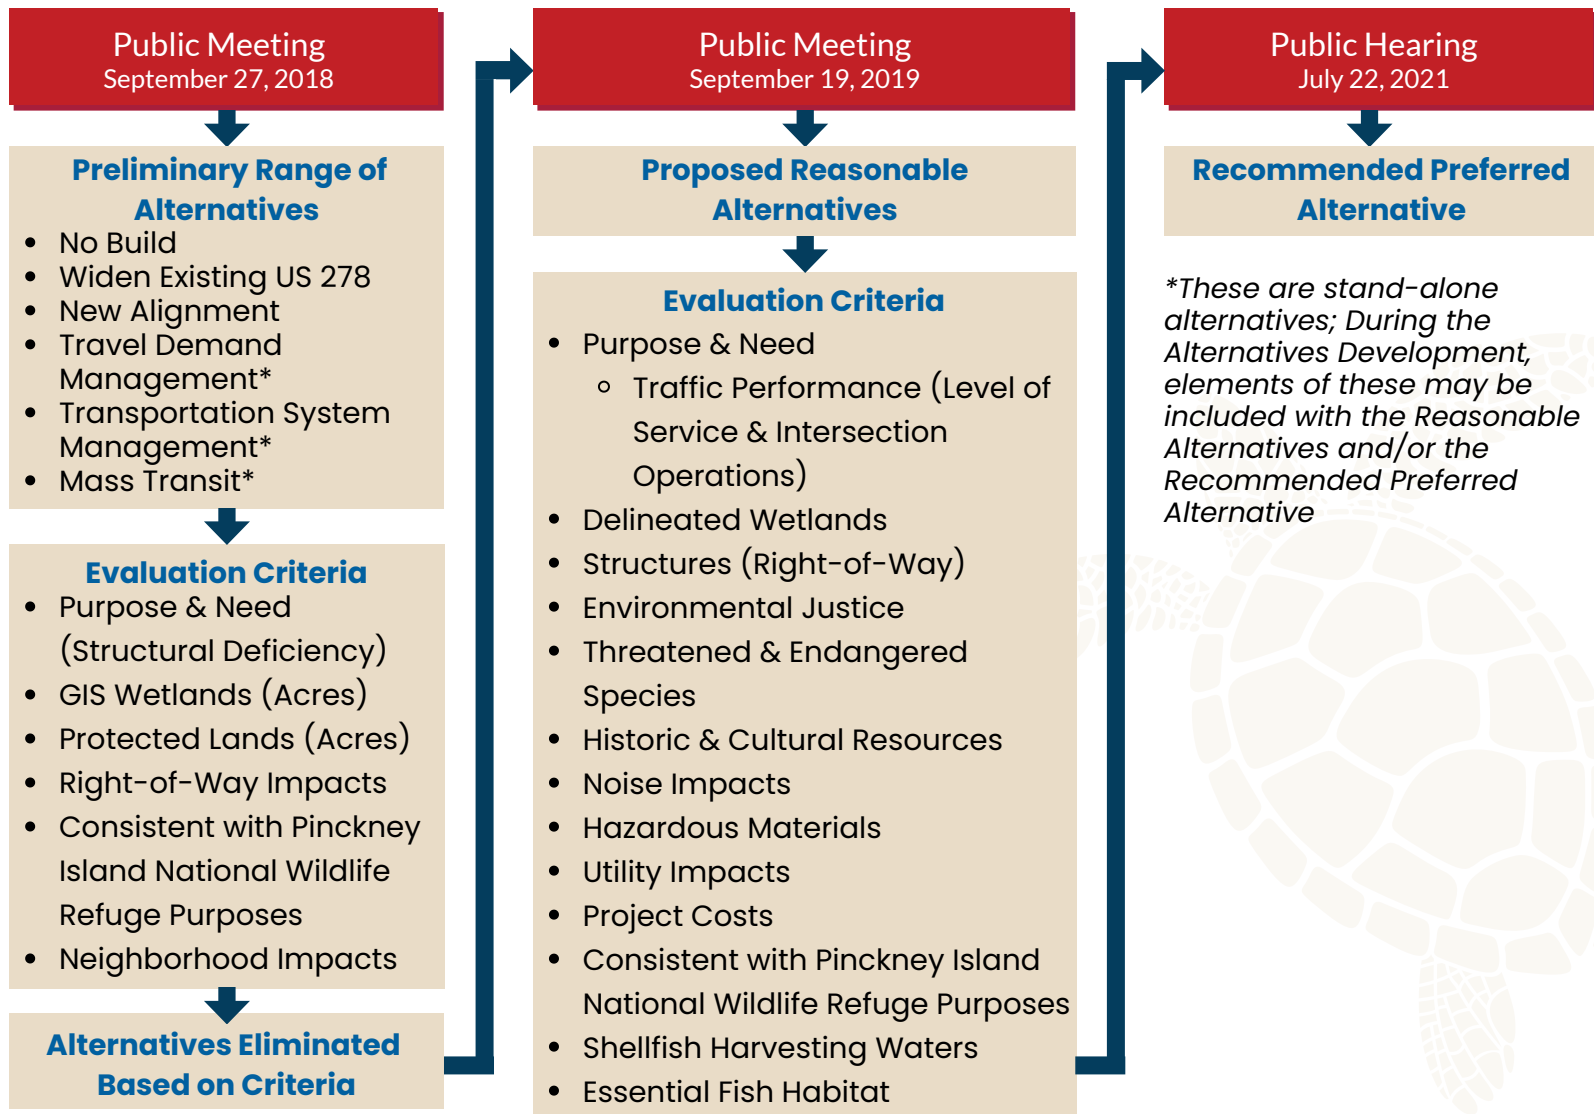 Public Meeting
September 27, 2018
Preliminary Range of
Alternatives
• No Build
• Widen Existing US 278
• New Alignment
• Travel Demand
Management*
• Transportation System
Management*
• Mass Transit*
Evaluation Criteria
• Purpose & Need
(Structural Deficiency)
• GIS Wetlands (Acres)
• Protected Lands (Acres)
• Right-of-Way Impacts
• Consistent with Pinckney
Island National Wildlife
Refuge Purposes
• Neighborhood Impacts
Alternatives Eliminated
Based on Criteria
Public Meeting
September 19, 2019
Proposed Reasonable
Alternatives
Evaluation Criteria
• Purpose & Need
○ Traffic Performance (Level of
Service & Intersection
Operations)
• Delineated Wetlands
• Structures (Right-of-Way)
• Environmental Justice
• Threatened & Endangered
Species
• Historic & Cultural Resources
• Noise Impacts
• Hazardous Materials
• Utility Impacts
• Project Costs
• Consistent with Pinckney Island
National Wildlife Refuge Purposes
• Shellfish Harvesting Waters
• Essential Fish Habitat
Public Hearing
July 22, 2021
Recommended Preferred
Alternative
*These are stand-alone
alternatives; During the
Alternatives Development,
elements of these may be
included with the Reasonable
Alternatives and/or the
Recommended Preferred
Alternative